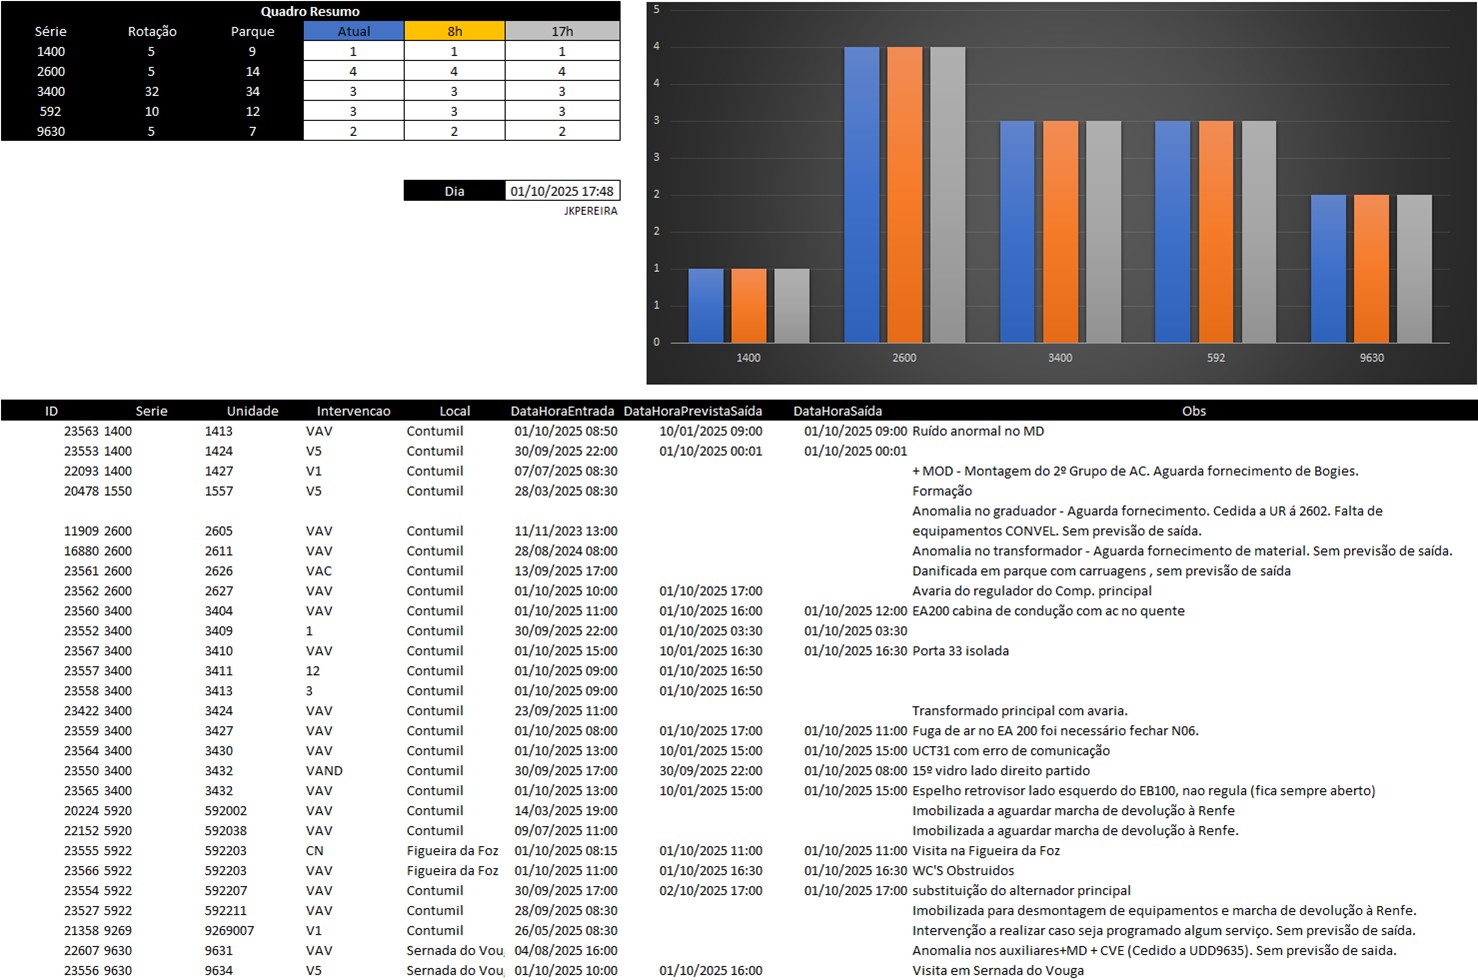 Quadro Resumo
Série Rotação Parque Atual 8h 17h
1400 5 9 1 1 1
2600 5 14 4 4 4
3400 32 34 3 3 3
592 10 12 3 3 3
9630 5 7 2 2 2
Dia 01/10/2025 17:48
JKPEREIRA
5
4
4
3
3
2
2
1
1
0
1400 2600 3400 592 9630
ID Serie Unidade Intervencao Local DataHoraEntrada DataHoraPrevistaSaída DataHoraSaída Obs
23563 1400 1413 VAV Contumil 01/10/2025 08:50 10/01/2025 09:00 01/10/2025 09:00 Ruído anormal no MD
23553 1400 1424 V5 Contumil 30/09/2025 22:00 01/10/2025 00:01 01/10/2025 00:01
22093 1400 1427 V1 Contumil 07/07/2025 08:30 + MOD - Montagem do 2º Grupo de AC. Aguarda fornecimento de Bogies.
20478 1550 1557 V5 Contumil 28/03/2025 08:30 Formação
Anomalia no graduador - Aguarda fornecimento. Cedida a UR á 2602. Falta de
11909 2600 2605 VAV Contumil 11/11/2023 13:00 equipamentos CONVEL. Sem previsão de saída.
16880 2600 2611 VAV Contumil 28/08/2024 08:00 Anomalia no transformador - Aguarda fornecimento de material. Sem previsão de saída.
23561 2600 2626 VAC Contumil 13/09/2025 17:00 Danificada em parque com carruagens , sem previsão de saída
23562 2600 2627 VAV Contumil 01/10/2025 10:00 01/10/2025 17:00 Avaria do regulador do Comp. principal
23560 3400 3404 VAV Contumil 01/10/2025 11:00 01/10/2025 16:00 01/10/2025 12:00 EA200 cabina de condução com ac no quente
23552 3400 3409 1 Contumil 30/09/2025 22:00 01/10/2025 03:30 01/10/2025 03:30
23567 3400 3410 VAV Contumil 01/10/2025 15:00 10/01/2025 16:30 01/10/2025 16:30 Porta 33 isolada
23557 3400 3411 12 Contumil 01/10/2025 09:00 01/10/2025 16:50
23558 3400 3413 3 Contumil 01/10/2025 09:00 01/10/2025 16:50
23422 3400 3424 VAV Contumil 23/09/2025 11:00 Transformado principal com avaria.
23559 3400 3427 VAV Contumil 01/10/2025 08:00 01/10/2025 17:00 01/10/2025 11:00 Fuga de ar no EA 200 foi necessário fechar N06.
23564 3400 3430 VAV Contumil 01/10/2025 13:00 10/01/2025 15:00 01/10/2025 15:00 UCT31 com erro de comunicação
23550 3400 3432 VAND Contumil 30/09/2025 17:00 30/09/2025 22:00 01/10/2025 08:00 15º vidro lado direito partido
23565 3400 3432 VAV Contumil 01/10/2025 13:00 10/01/2025 15:00 01/10/2025 15:00 Espelho retrovisor lado esquerdo do EB100, nao regula (fica sempre aberto)
20224 5920 592002 VAV Contumil 14/03/2025 19:00 Imobilizada a aguardar marcha de devolução à Renfe
22152 5920 592038 VAV Contumil 09/07/2025 11:00 Imobilizada a aguardar marcha de devolução à Renfe.
23555 5922 592203 CN Figueira da Foz 01/10/2025 08:15 01/10/2025 11:00 01/10/2025 11:00 Visita na Figueira da Foz
23566 5922 592203 VAV Figueira da Foz 01/10/2025 11:00 01/10/2025 16:30 01/10/2025 16:30 WC'S Obstruidos
23554 5922 592207 VAV Contumil 30/09/2025 17:00 02/10/2025 17:00 01/10/2025 17:00 substituição do alternador principal
23527 5922 592211 VAV Contumil 28/09/2025 08:30 Imobilizada para desmontagem de equipamentos e marcha de devolução à Renfe.
21358 9269 9269007 V1 Contumil 26/05/2025 08:30 Intervenção a realizar caso seja programado algum serviço. Sem previsão de saída.
22607 9630 9631 VAV Sernada do Vou 04/08/2025 16:00 Anomalia nos auxiliares+MD + CVE (Cedido a UDD9635). Sem previsão de saida.
23556 9630 9634 V5 Sernada do Vou 01/10/2025 10:00 01/10/2025 16:00 Visita em Sernada do Vouga